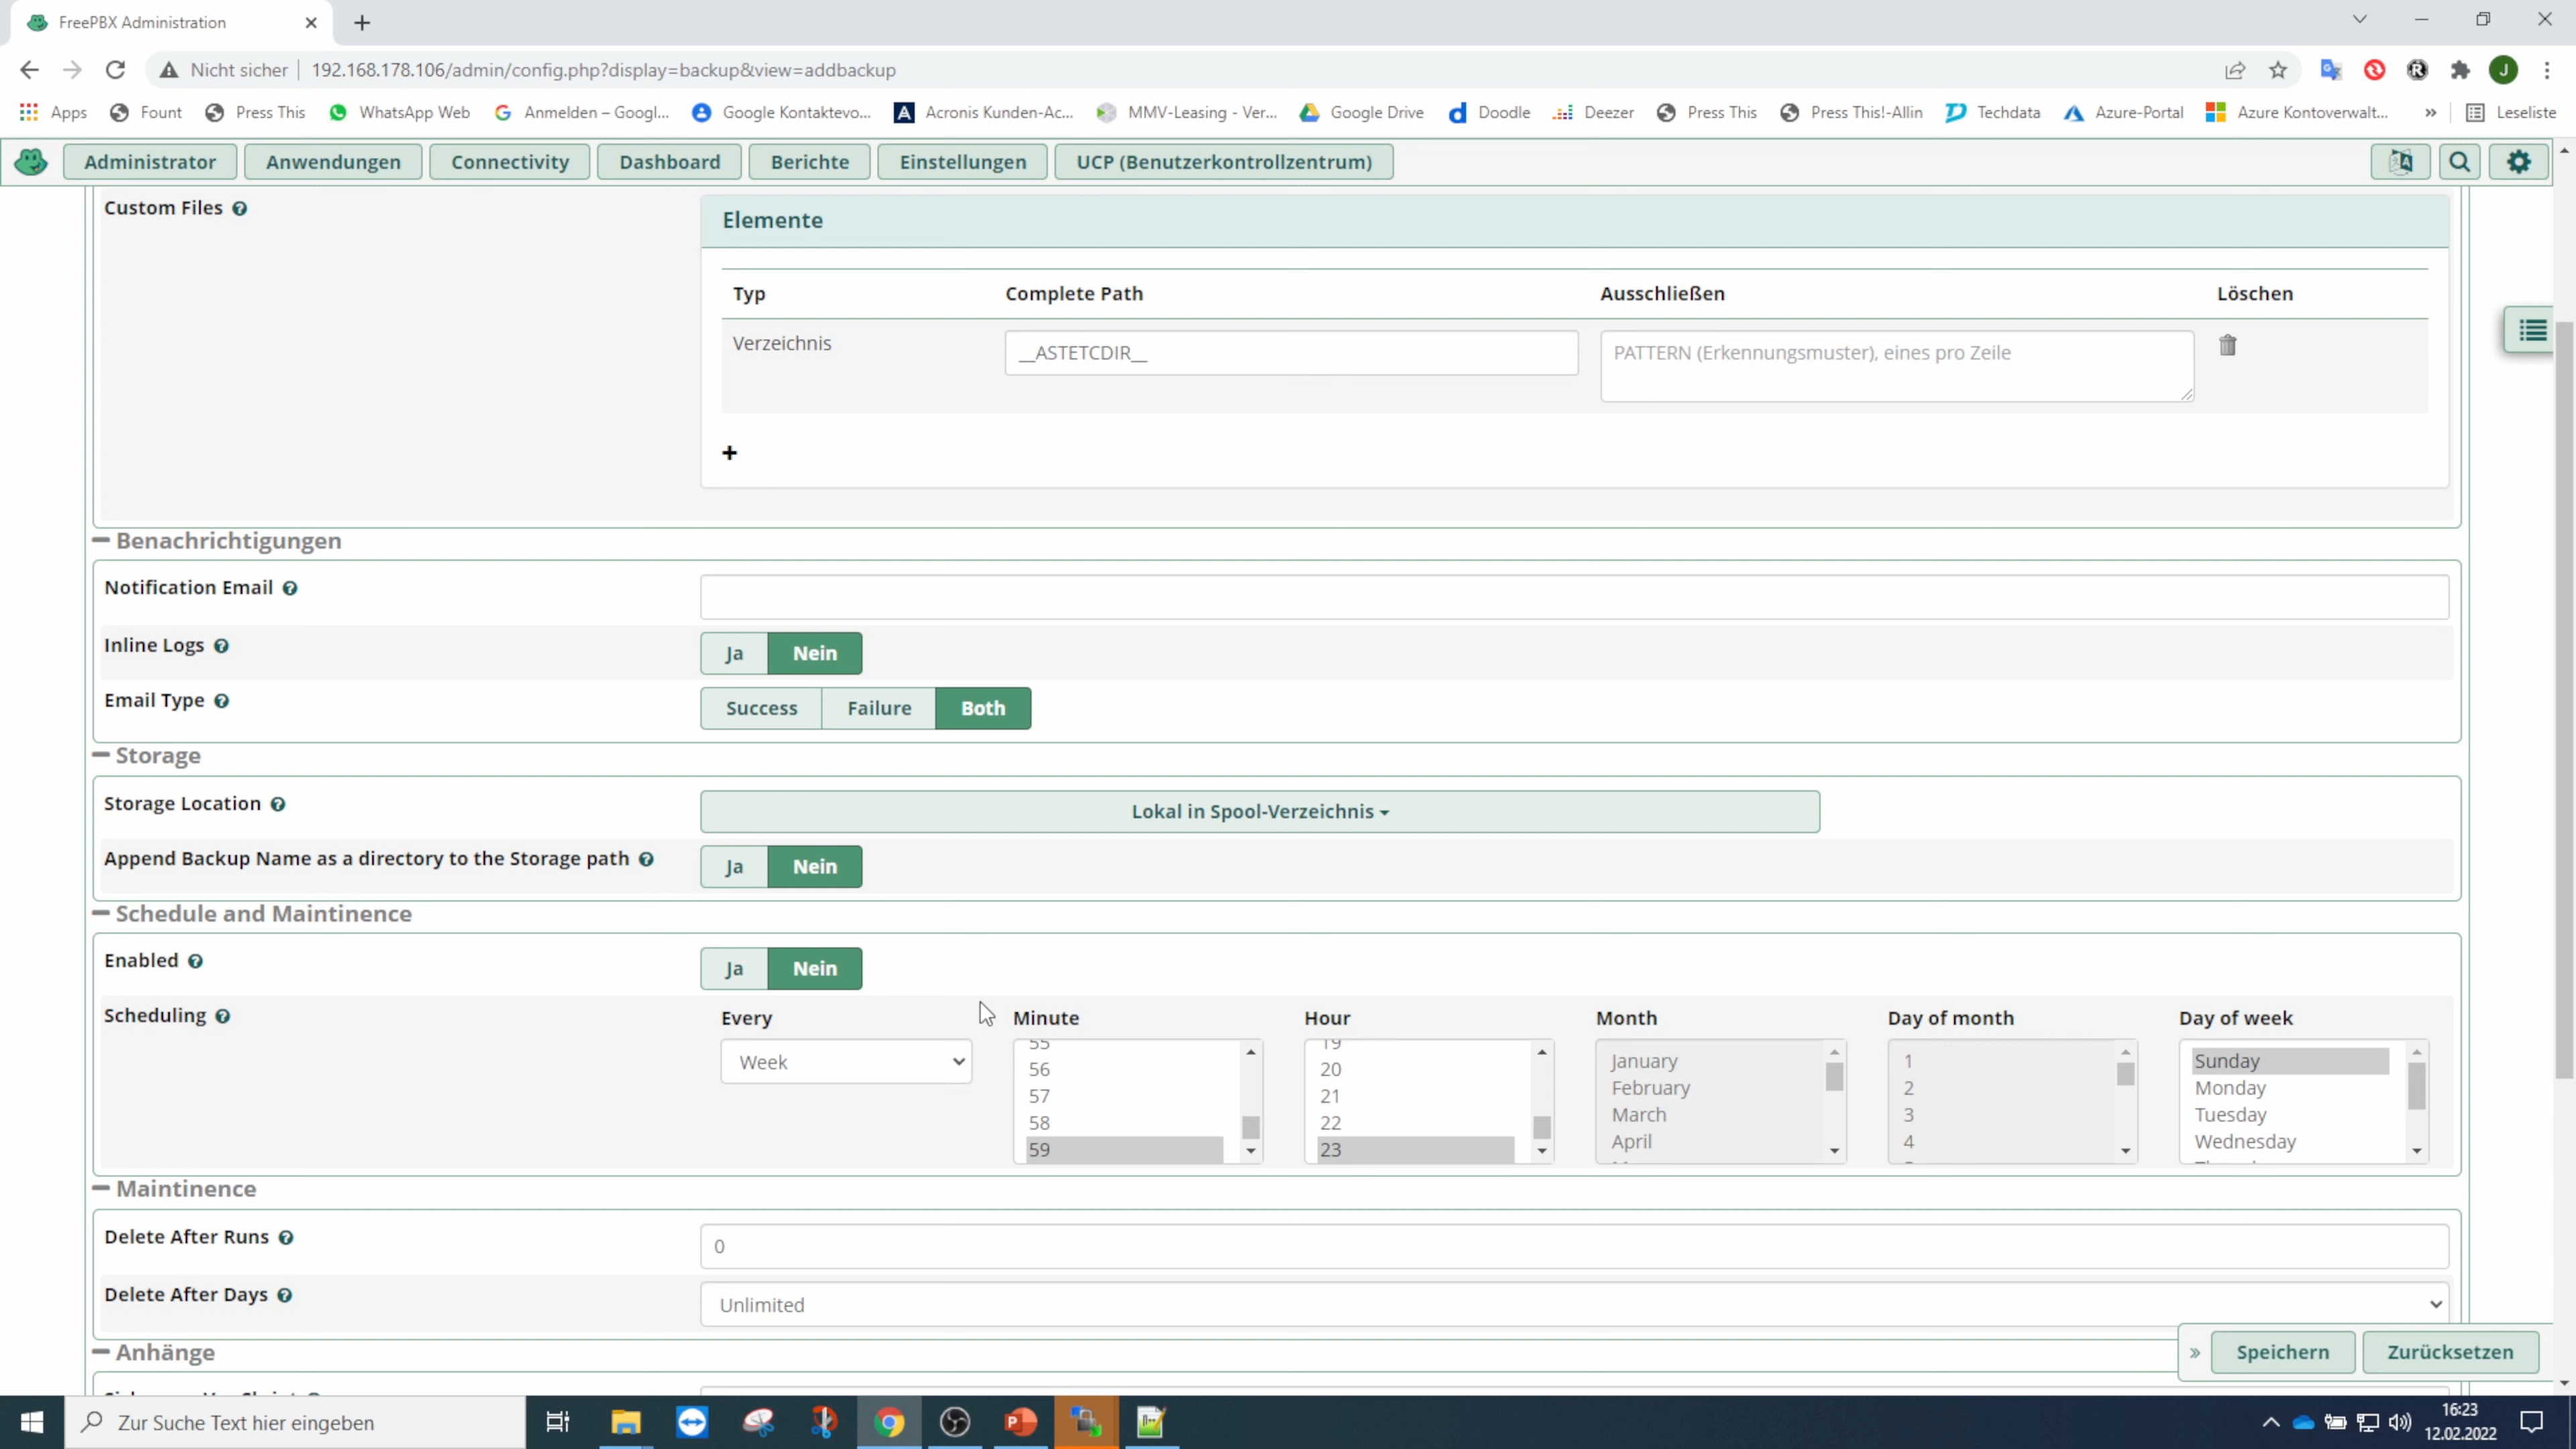 FreePBX Administration
Nicht sicher 192.168.178.106/admin/config.php?display=backup&view=addbackup
J
Apps Fount Press This WhatsApp Web Anmelden – Googl... Google Kontaktevo... Acronis Kunden-Ac... MMV-Leasing - Ver... Google Drive Doodle Deezer Press This Press This!-Allin Techdata Azure-Portal Azure Kontoverwalt... » Leseliste
Administrator Anwendungen Connectivity Dashboard Berichte Einstellungen UCP (Benutzerkontrollzentrum)
Custom Files
Elemente
Typ Complete Path Ausschließen Löschen
Verzeichnis __ASTETCDIR__ PATTERN (Erkennungsmuster), eines pro Zeile
+
Benachrichtigungen
Notification Email
Inline Logs Ja Nein
Email Type Success Failure Both
Storage
Storage Location Lokal in Spool-Verzeichnis
Append Backup Name as a directory to the Storage path Ja Nein
Schedule and Maintinence
Enabled Ja Nein
Scheduling Every Minute Hour Month Day of month Day of week
55 19
Week 56 20 January 1 Sunday
57 21 February 2 Monday
58 22 March 3 Tuesday
59 23 April 4 Wednesday
Maintinence
Delete After Runs 0
Delete After Days Unlimited
Anhänge
» Speichern Zurücksetzen
Zur Suche Text hier eingeben
16:23
12.02.2022